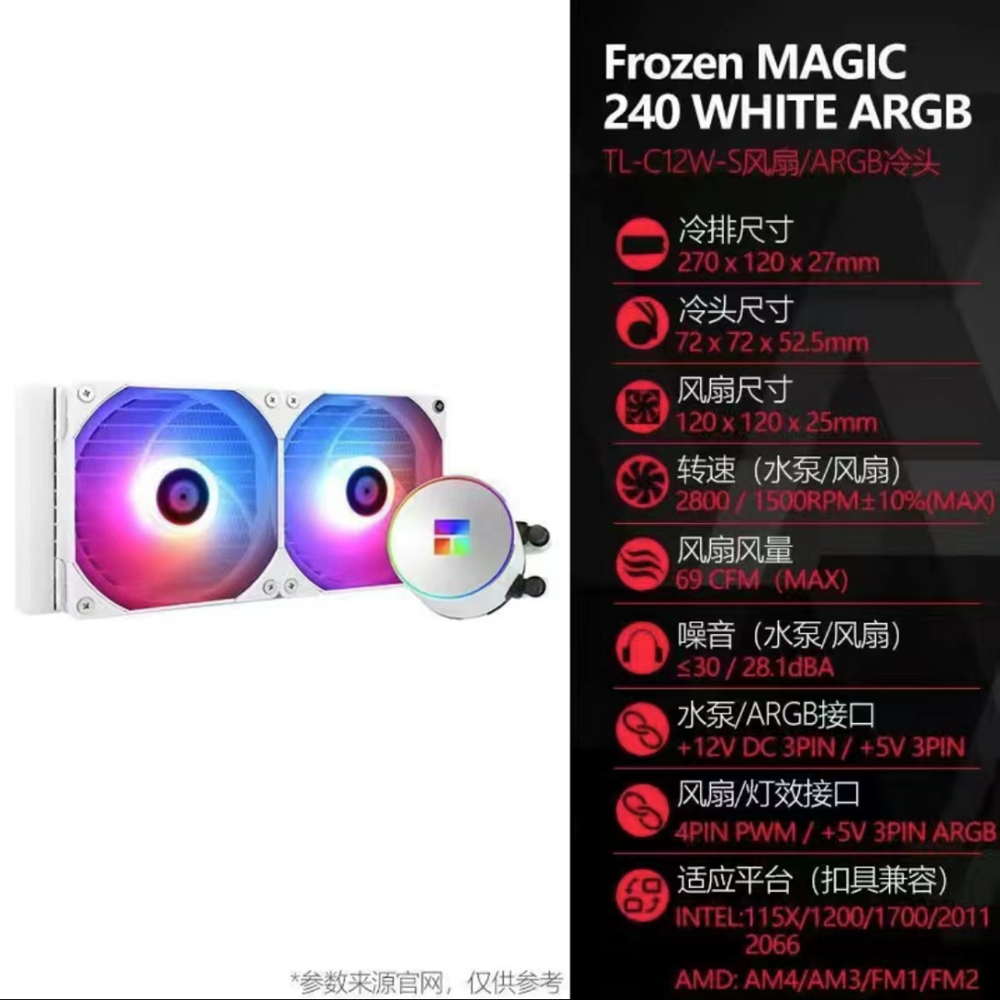 Frozen MAGIC
240 WHITE ARGB
TL-C12W-S风扇/ARGB冷头
冷排尺寸
270 x 120 x 27mm
冷头尺寸
72 x 72 x 52.5mm
风扇尺寸
120 x 120 x 25mm
转速（水泵/风扇）
2800 / 1500RPM±10%(MAX)
风扇风量
69 CFM（MAX）
噪音（水泵/风扇）
≤30 / 28.1dBA
水泵/ARGB接口
+12V DC 3PIN / +5V 3PIN
风扇/灯效接口
4PIN PWM / +5V 3PIN ARGB
适应平台（扣具兼容）
INTEL:115X/1200/1700/2011
2066
AMD: AM4/AM3/FM1/FM2
*参数来源官网，仅供参考